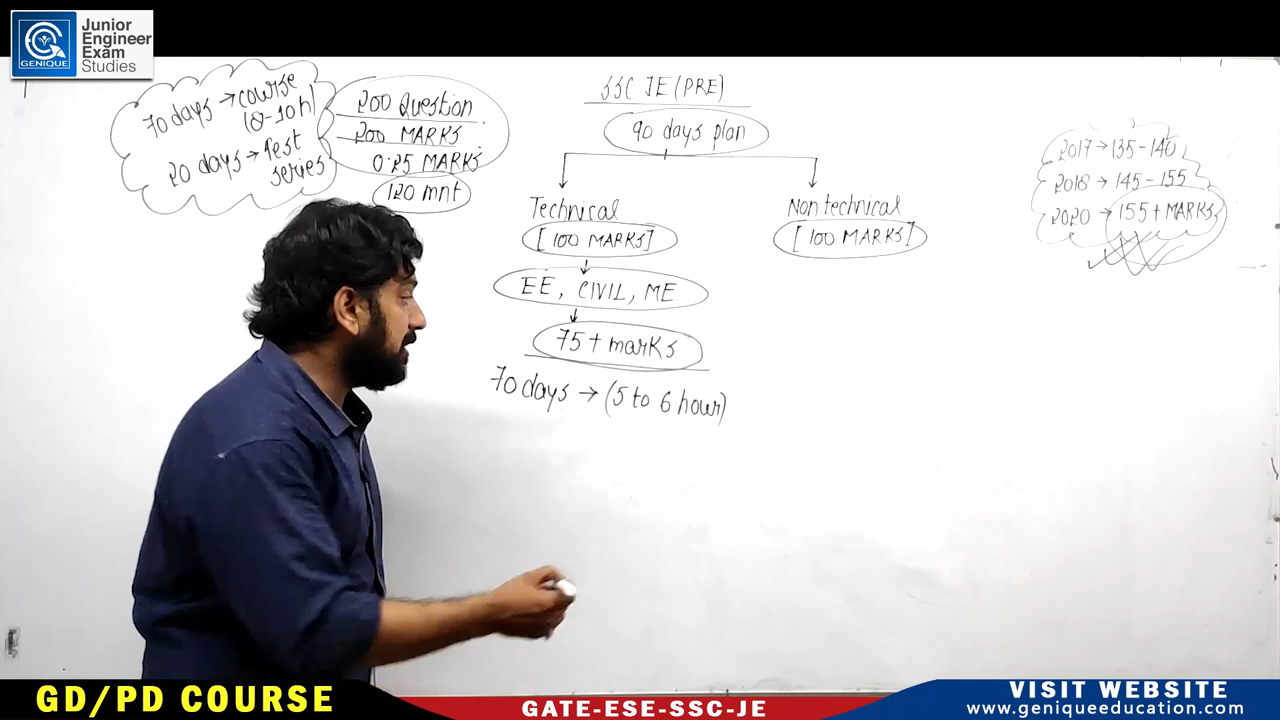 GENIQUE
Junior
Engineer
Exam
Studies
70 days → course
(8-10 h)
20 days → Test
series
200 Question
200 MARKS
0.25 MARKS
120 mnt
SSC JE (PRE)
90 days plan
Technical
[100 MARKS]
EE, CIVIL, ME
75+ marks
70 days → (5 to 6 hour)
Non technical
[100 MARKS]
2017 → 135-140
2018 → 145-155
2020 → 155+ MARKS
GD/PD COURSE
GATE-ESE-SSC-JE
VISIT WEBSITE
www.geniqueeducation.com